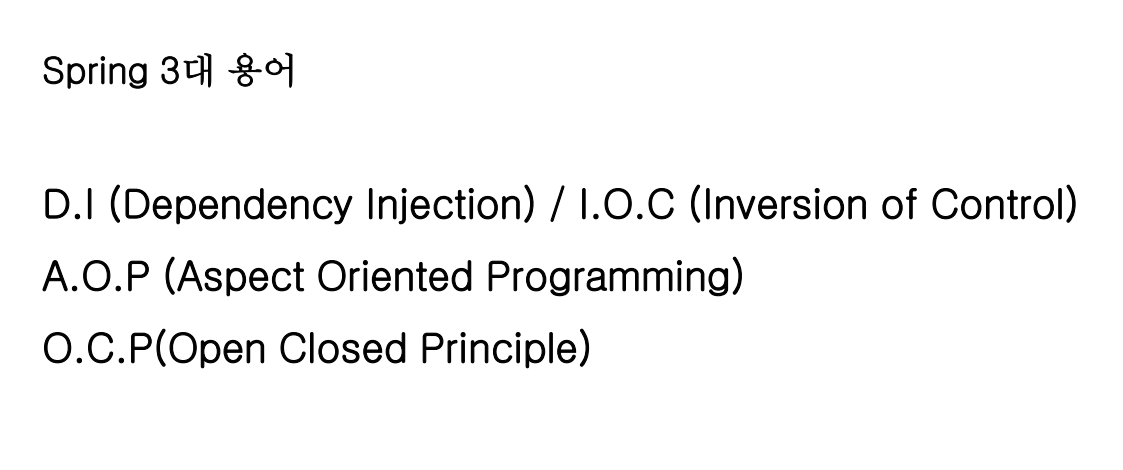 Spring 3대 용어
D.I (Dependency Injection) / I.O.C (Inversion of Control)
A.O.P (Aspect Oriented Programming)
O.C.P(Open Closed Principle)